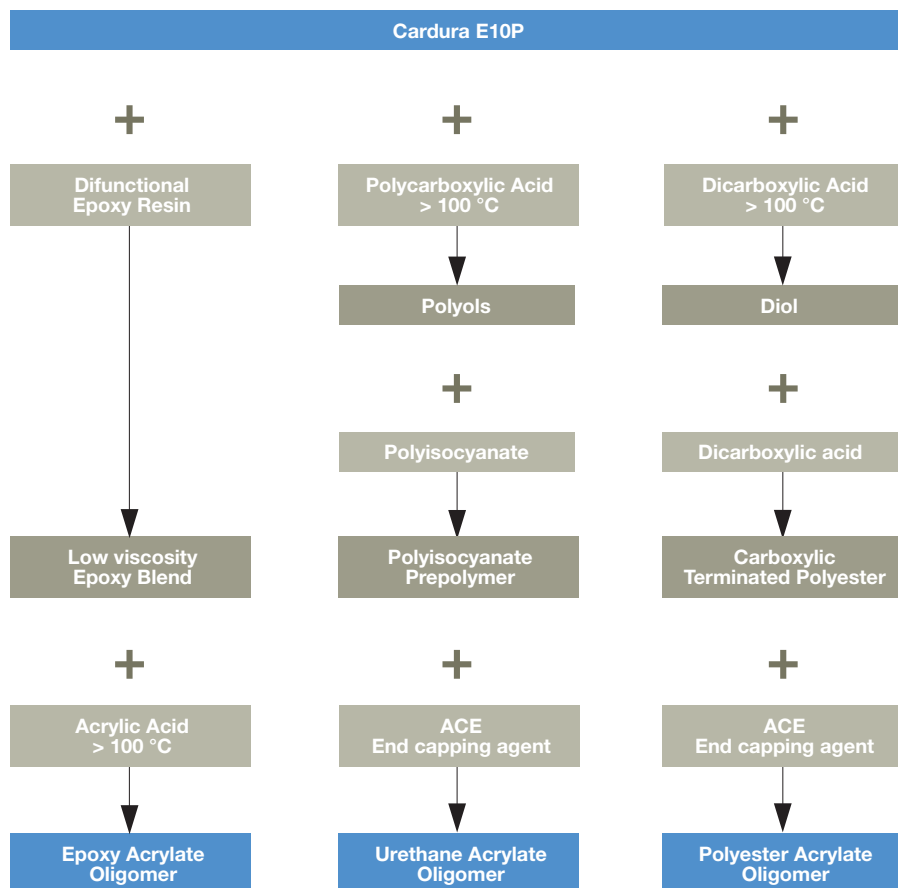 Cardura E10P
+ + +
Difunctional
Epoxy Resin
Polycarboxylic Acid
> 100 °C
Dicarboxylic Acid
> 100 °C
Polyols
Diol
+ +
Polyisocyanate
Dicarboxylic acid
Low viscosity
Epoxy Blend
Polyisocyanate
Prepolymer
Carboxylic
Terminated Polyester
+ + +
Acrylic Acid
> 100 °C
ACE
End capping agent
ACE
End capping agent
Epoxy Acrylate
Oligomer
Urethane Acrylate
Oligomer
Polyester Acrylate
Oligomer